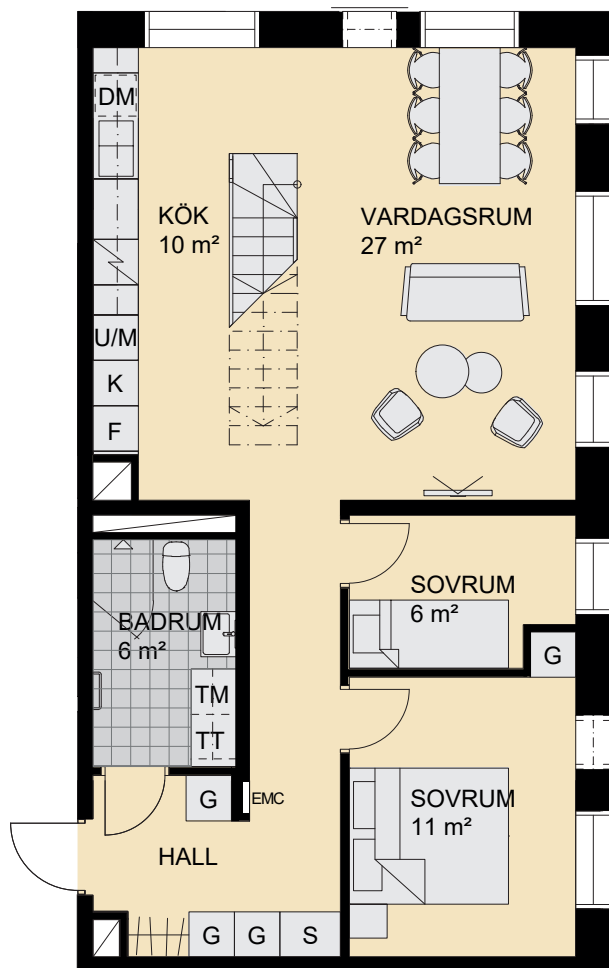 DM
KÖK
10 m²
VARDAGSRUM
27 m²
U/M
K
F
SOVRUM
6 m²
G
BADRUM
6 m²
TM
TT
G
EMC
SOVRUM
11 m²
HALL
G
G
S